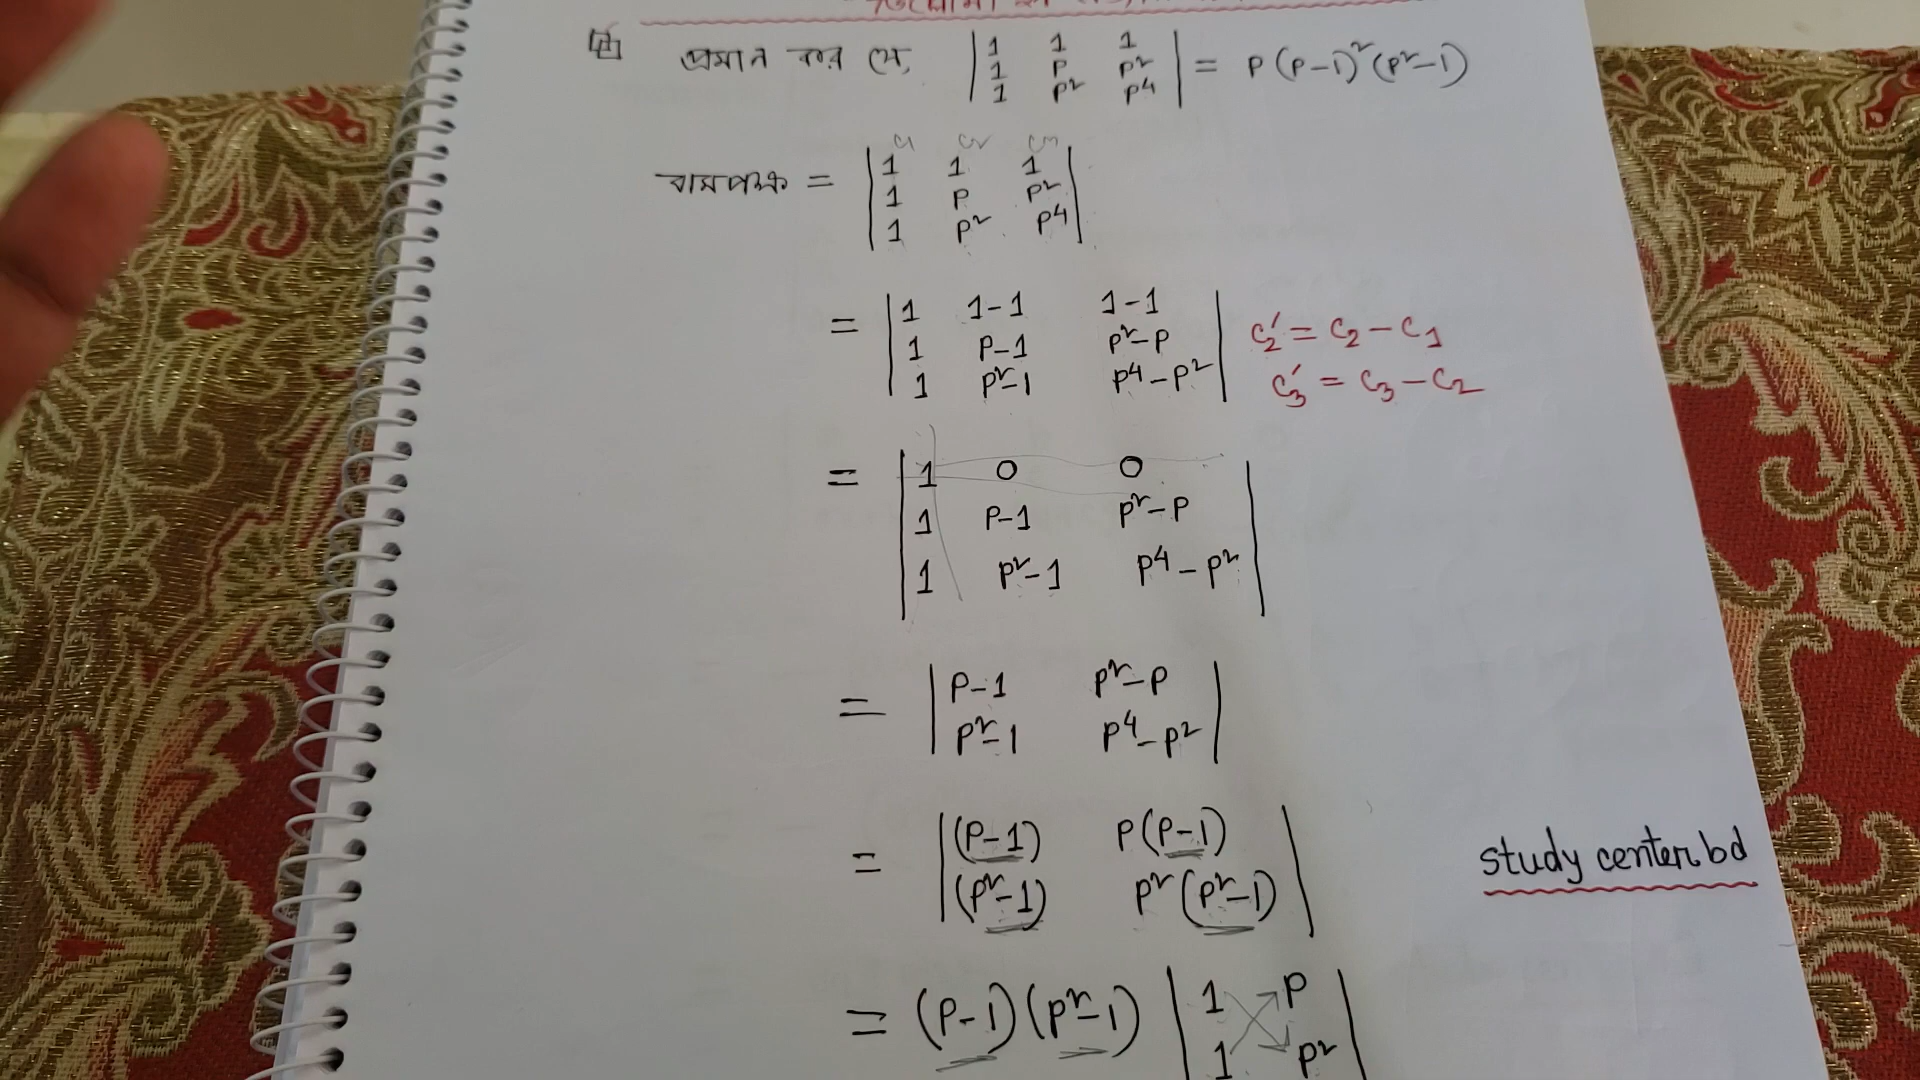 প্রমান কর যে, | 1 1 1 | = P(P-1)²(P²-1)
| 1 P P² |
| 1 P² P⁴ |
C₁ C₂ C₃
বামপক্ষ = | 1 1 1 |
| 1 P P² |
| 1 P² P⁴ |
= | 1 1-1 1-1 |
| 1 P-1 P²-P | C₂′ = C₂ - C₁
| 1 P²-1 P⁴-P² | C₃′ = C₃ - C₂
= | 1 0 0 |
| 1 P-1 P²-P |
| 1 P²-1 P⁴-P² |
= | P-1 P²-P |
| P²-1 P⁴-P² |
= | (P-1) P(P-1) |
| (P²-1) P²(P²-1) |
study center bd
= (P-1)(P²-1) | 1 P |
| 1 P² |